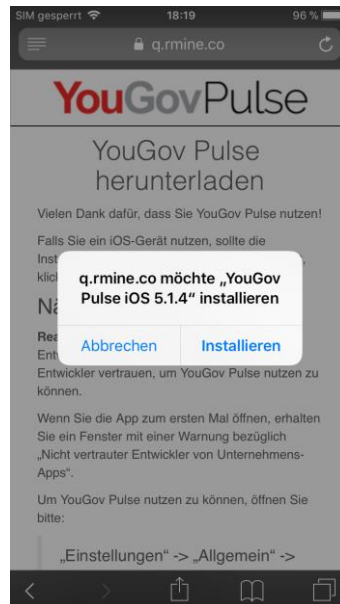 SIM gesperrt 18:19 96 %
q.rmine.co
YouGovPulse
YouGov Pulse
herunterladen
Vielen Dank dafür, dass Sie YouGov Pulse nutzen!
Falls Sie ein iOS-Gerät nutzen, sollte die
q.rmine.co möchte „YouGov
Pulse iOS 5.1.4“ installieren
Abbrechen Installieren
Entwickler vertrauen, um YouGov Pulse nutzen zu
können.
Wenn Sie die App zum ersten Mal öffnen, erhalten
Sie ein Fenster mit einer Warnung bezüglich
„Nicht vertrauter Entwickler von Unternehmens-
Apps“.
Um YouGov Pulse nutzen zu können, öffnen Sie
bitte:
„Einstellungen“ -> „Allgemein“ ->